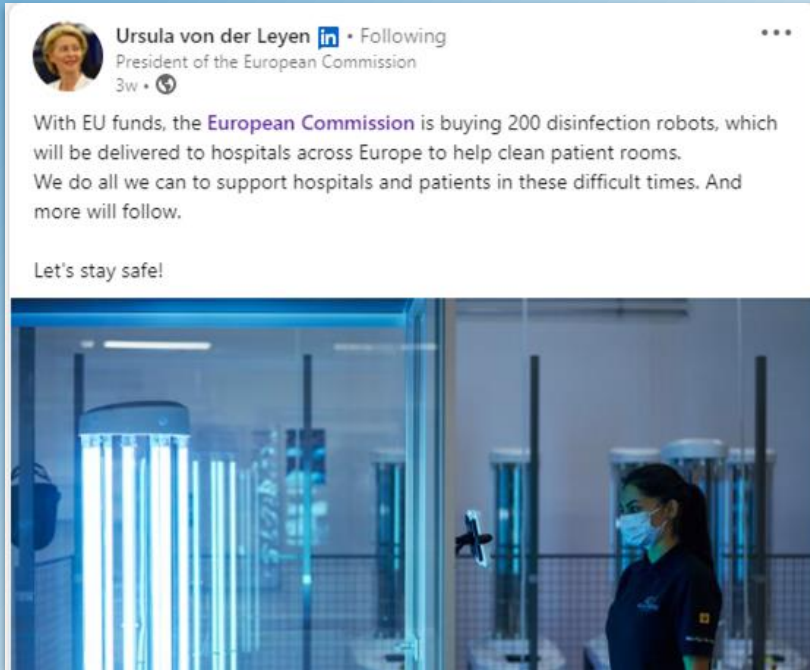 Ursula von der Leyen in • Following
President of the European Commission
3w •
With EU funds, the European Commission is buying 200 disinfection robots, which
will be delivered to hospitals across Europe to help clean patient rooms.
We do all we can to support hospitals and patients in these difficult times. And
more will follow.
Let's stay safe!